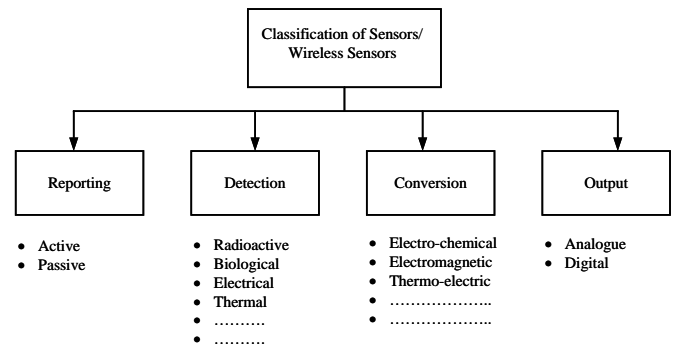 Classification of Sensors/
Wireless Sensors
Reporting
Detection
Conversion
Output
• Active
• Passive
• Radioactive
• Biological
• Electrical
• Thermal
• ……….
• ……….
• Electro-chemical
• Electromagnetic
• Thermo-electric
• ………………..
• ………………..
• Analogue
• Digital